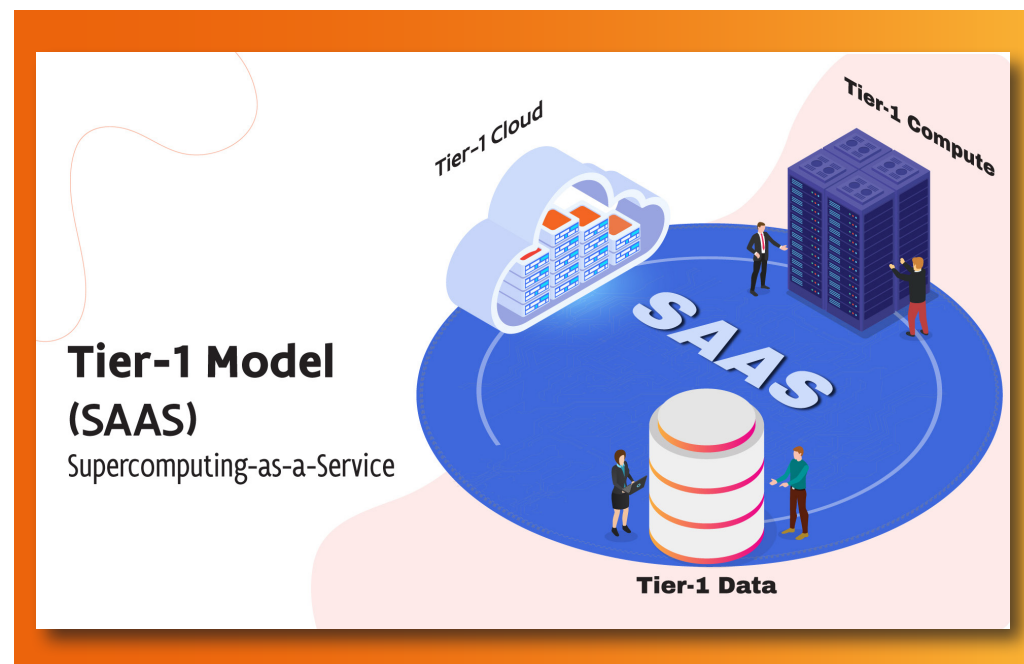 Tier-1 Model
(SAAS)
Supercomputing-as-a-Service
Tier-1 Cloud
Tier-1 Compute
SAAS
Tier-1 Data